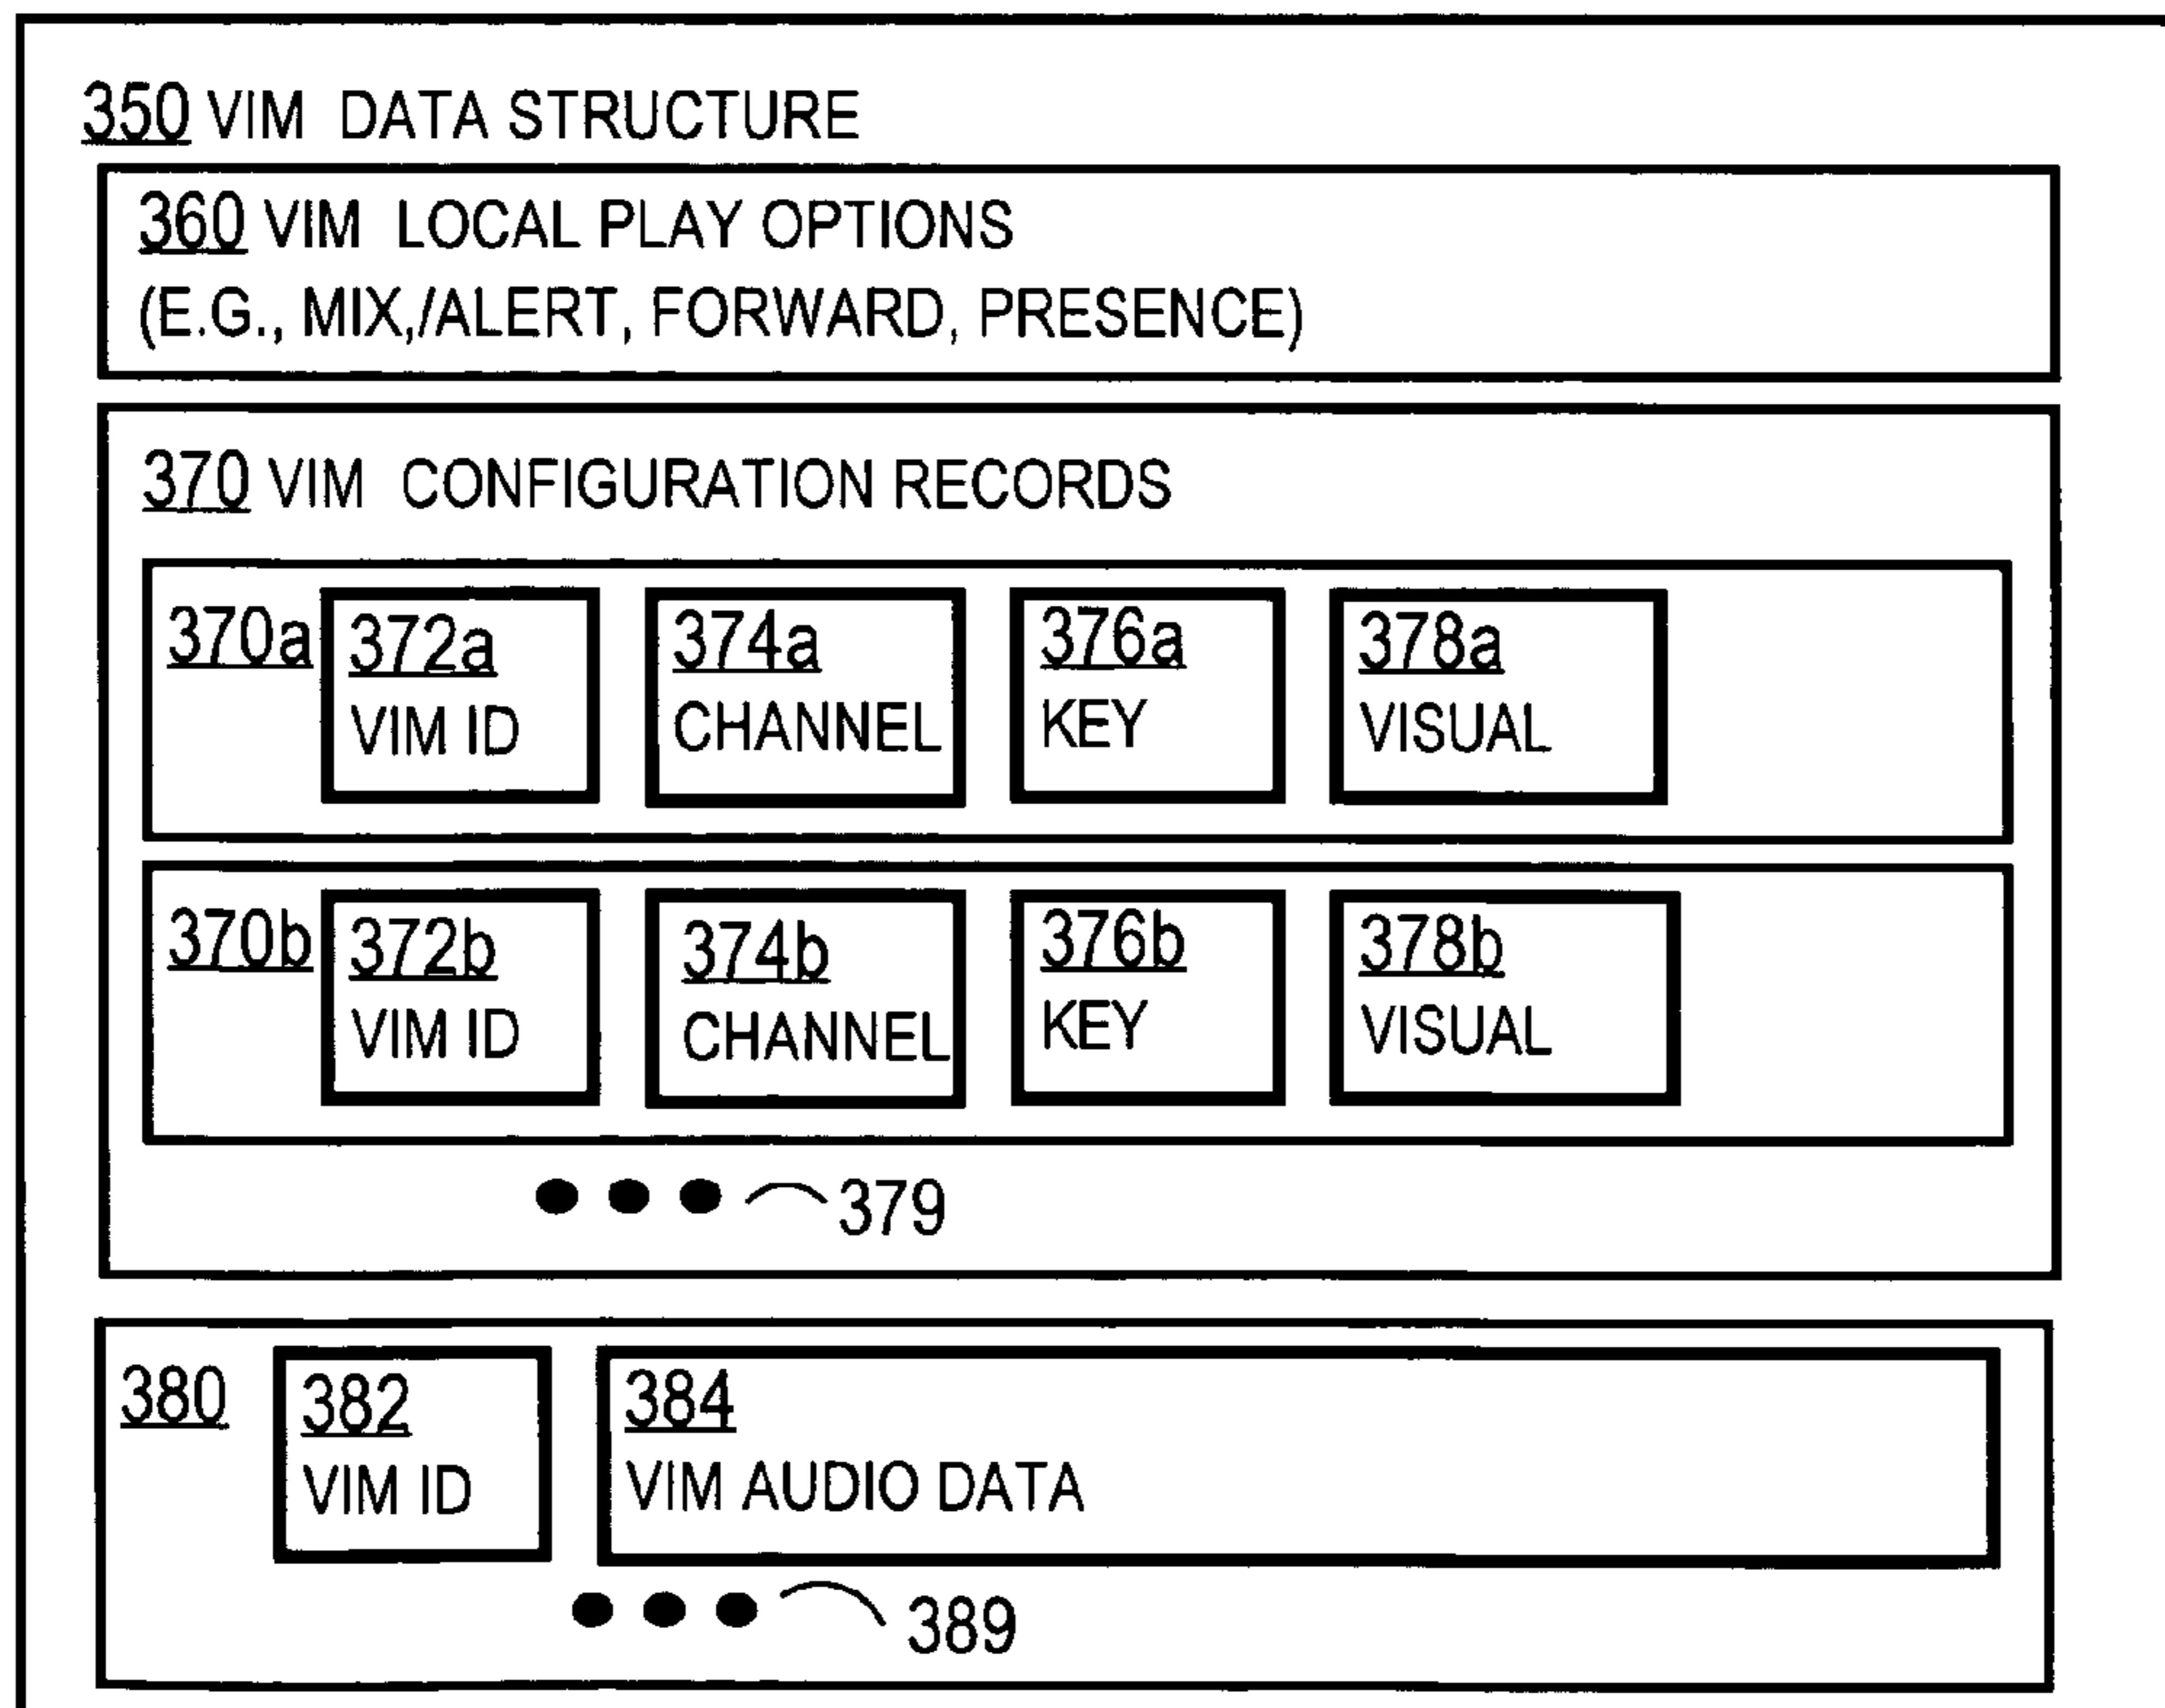 350 VIM DATA STRUCTURE
360 VIM LOCAL PLAY OPTIONS
(E.G., MIX,/ALERT, FORWARD, PRESENCE)
370 VIM CONFIGURATION RECORDS
370a 372a 374a 376a 378a
VIM ID CHANNEL KEY VISUAL
370b 372b 374b 376b 378b
VIM ID CHANNEL KEY VISUAL
379
380 382 384
VIM ID VIM AUDIO DATA
389